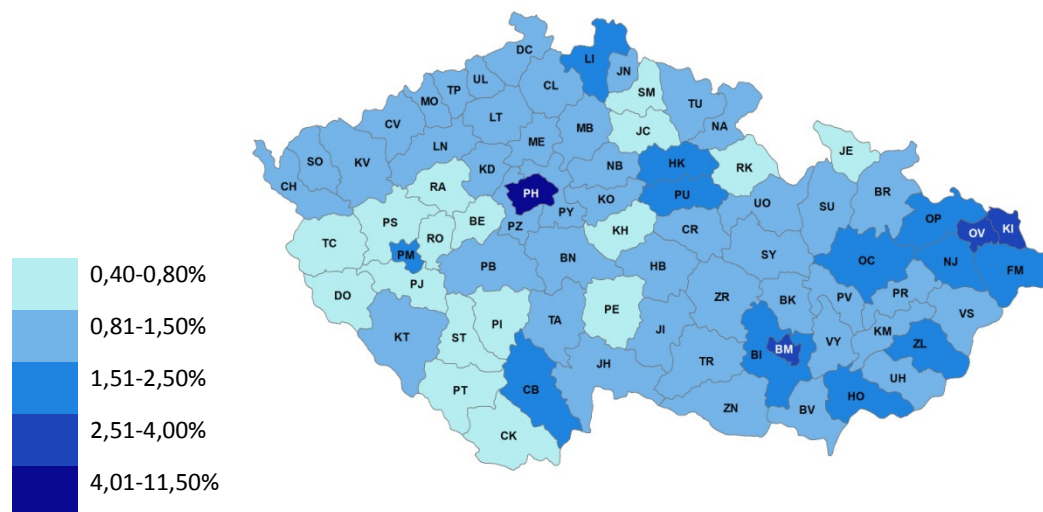 DC
LI
JN
UL
TP
CL
MO
SM
TU
LT
CV
MB
JC
NA
ME
LN
SO
KV
JE
NB
HK
RK
KD
CH
RA
BR
PH
KO
PU
UO
SU
BE
PS
PY
OP
KI
RO
PZ
KH
CR
OV
TC
PM
SY
OC
NJ
BN
PB
HB
FM
PJ
DO
ZR
BK
PV
PR
PE
VS
TA
PI
JI
KT
ST
KM
VY
ZL
BM
BI
TR
JH
UH
PT
CB
HO
ZN
BV
CK
0,40-0,80%
0,81-1,50%
1,51-2,50%
2,51-4,00%
4,01-11,50%